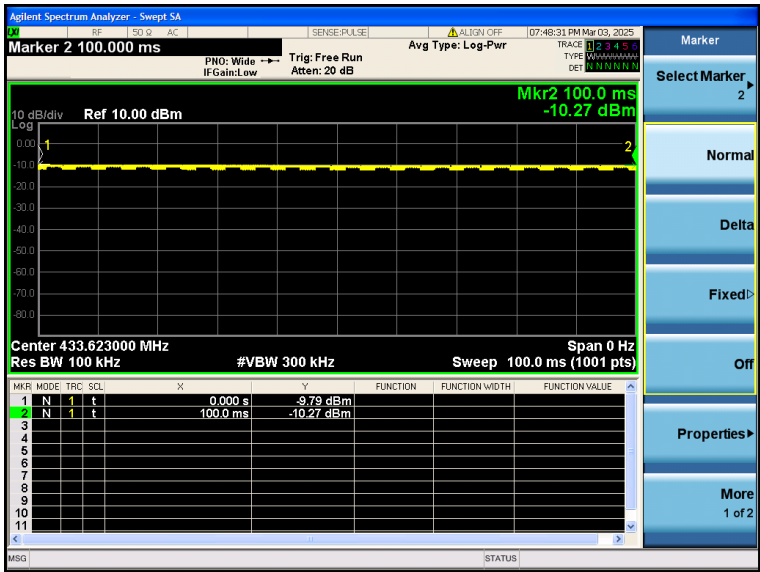 Agilent Spectrum Analyzer - Swept SA
LXI RF 50 Ω AC SENSE:PULSE ALIGN OFF 07:48:31 PM Mar 03, 2025
Marker 2 100.000 ms
PNO: Wide
IFGain:Low
Trig: Free Run
Atten: 20 dB
Avg Type: Log-Pwr
TRACE 1 2 3 4 5 6
TYPE
DET N N N N N N
Mkr2 100.0 ms
-10.27 dBm
10 dB/div Ref 10.00 dBm
Log
1
2
0.00
-10.0
-20.0
-30.0
-40.0
-50.0
-60.0
-70.0
-80.0
Center 433.623000 MHz Span 0 Hz
Res BW 100 kHz #VBW 300 kHz Sweep 100.0 ms (1001 pts)
MKR MODE TRC SCL X Y FUNCTION FUNCTION WIDTH FUNCTION VALUE
1 N 1 t 0.000 s -9.79 dBm
2 N 1 t 100.0 ms -10.27 dBm
3
4
5
6
7
8
9
10
11
MSG STATUS
Marker
Select Marker
2
Normal
Delta
Fixed
Off
Properties
More
1 of 2